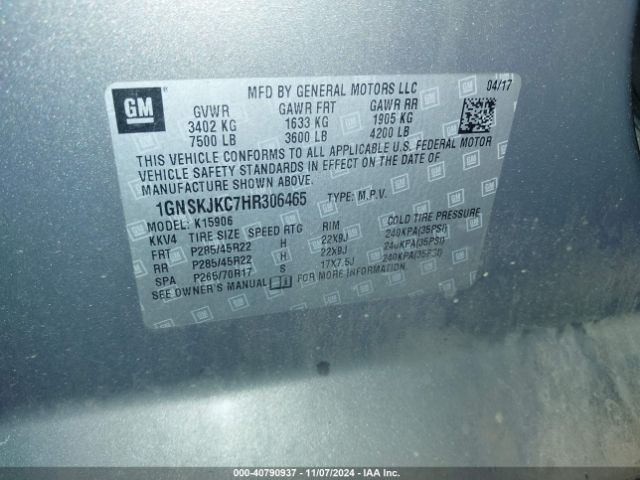 GM
MFD BY GENERAL MOTORS LLC 04/17
GVWR GAWR FRT GAWR RR
3402 KG 1633 KG 1905 KG
7500 LB 3600 LB 4200 LB
THIS VEHICLE CONFORMS TO ALL APPLICABLE U.S. FEDERAL MOTOR
VEHICLE SAFETY STANDARDS IN EFFECT ON THE DATE OF
MANUFACTURE SHOWN ABOVE.
1GNSKJKC7HR306465 TYPE: M.P.V.
MODEL: K15906
KKV4 TIRE SIZE SPEED RTG RIM COLD TIRE PRESSURE
FRT P285/45R22 H 22X9J 240KPA(35PSI)
RR P285/45R22 H 22X9J 240KPA(35PSI)
SPA P265/70R17 S 17X7.5J 240KPA(35PSI)
SEE OWNER'S MANUAL FOR MORE INFORMATION.
000-40790937 - 11/07/2024 - IAA Inc.